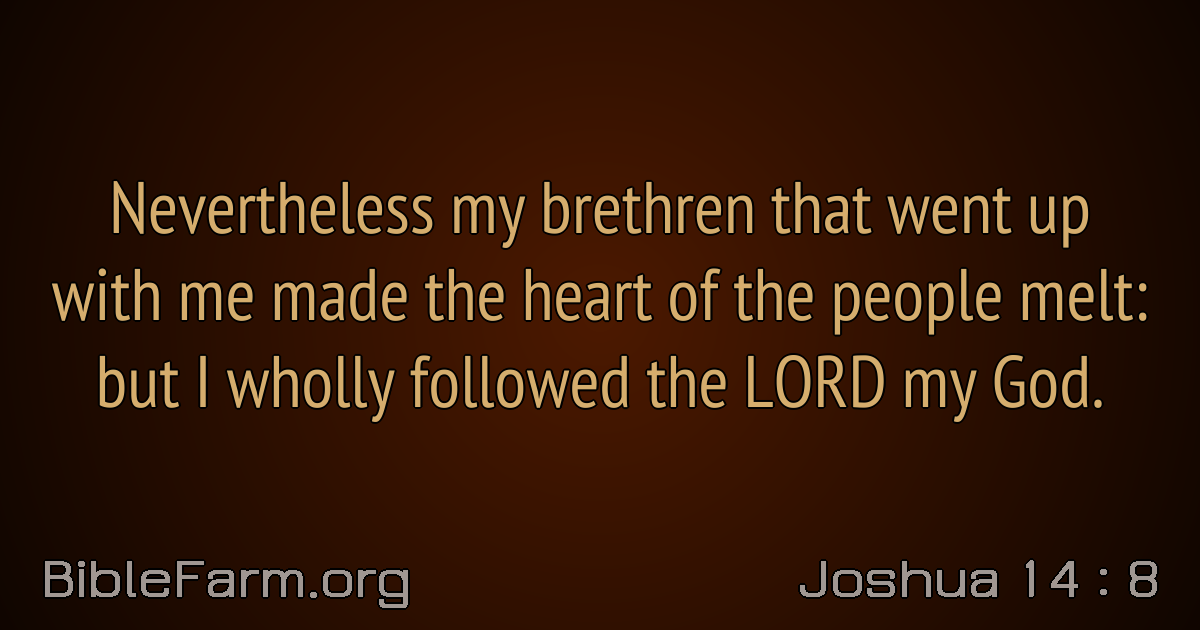 Nevertheless my brethren that went up
with me made the heart of the people melt:
but I wholly followed the LORD my God.
BibleFarm.org
Joshua 14 : 8